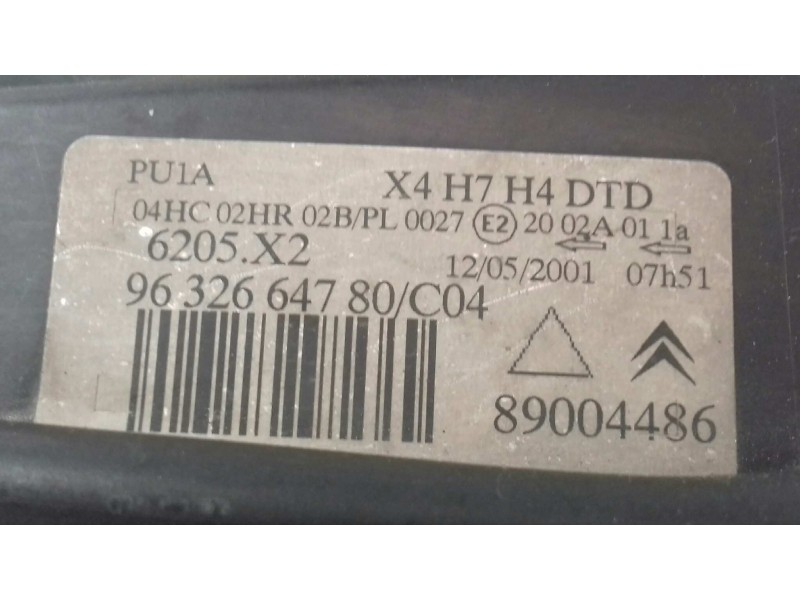 PU1A X4 H7 H4 DTD
04HC 02HR 02B/PL 0027 E2 20 02A 01 1a
6205.X2 12/05/2001 07h51
96 326 647 80/C04
89004486